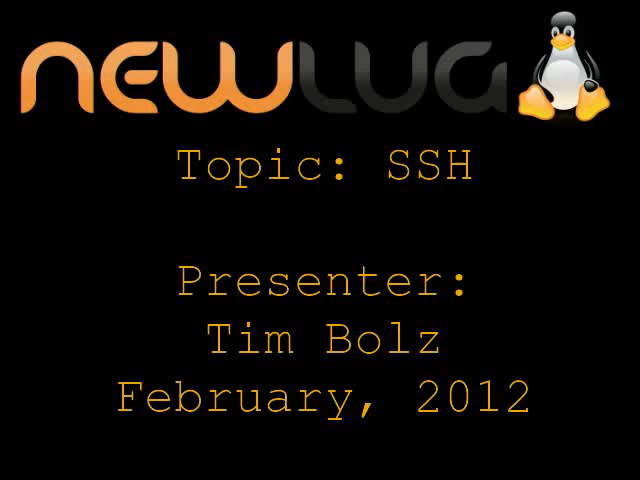 NEWLUG
Topic: SSH
Presenter:
Tim Bolz
February, 2012